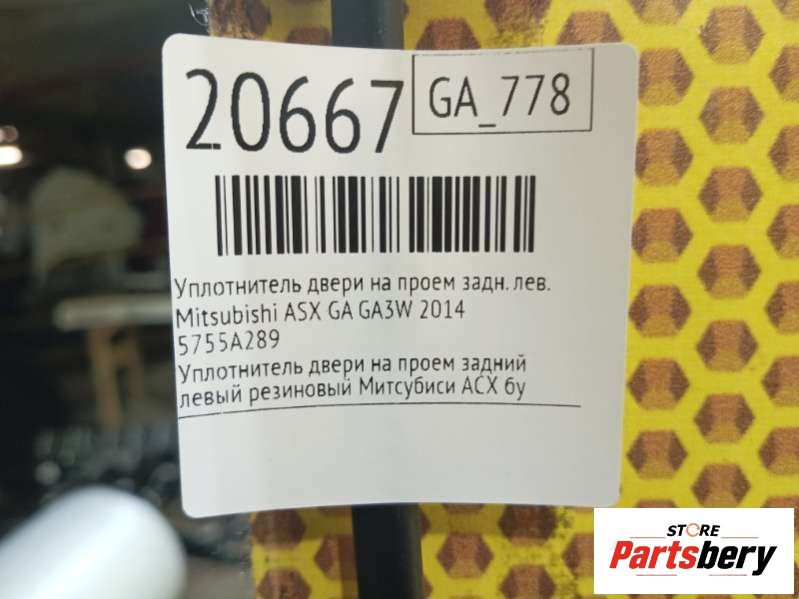 20667
GA_778
Уплотнитель двери на проем задн. лев.
Mitsubishi ASX GA GA3W 2014
5755A289
Уплотнитель двери на проем задний
левый резиновый Митсубиси АСХ бу
STORE
Partsbery